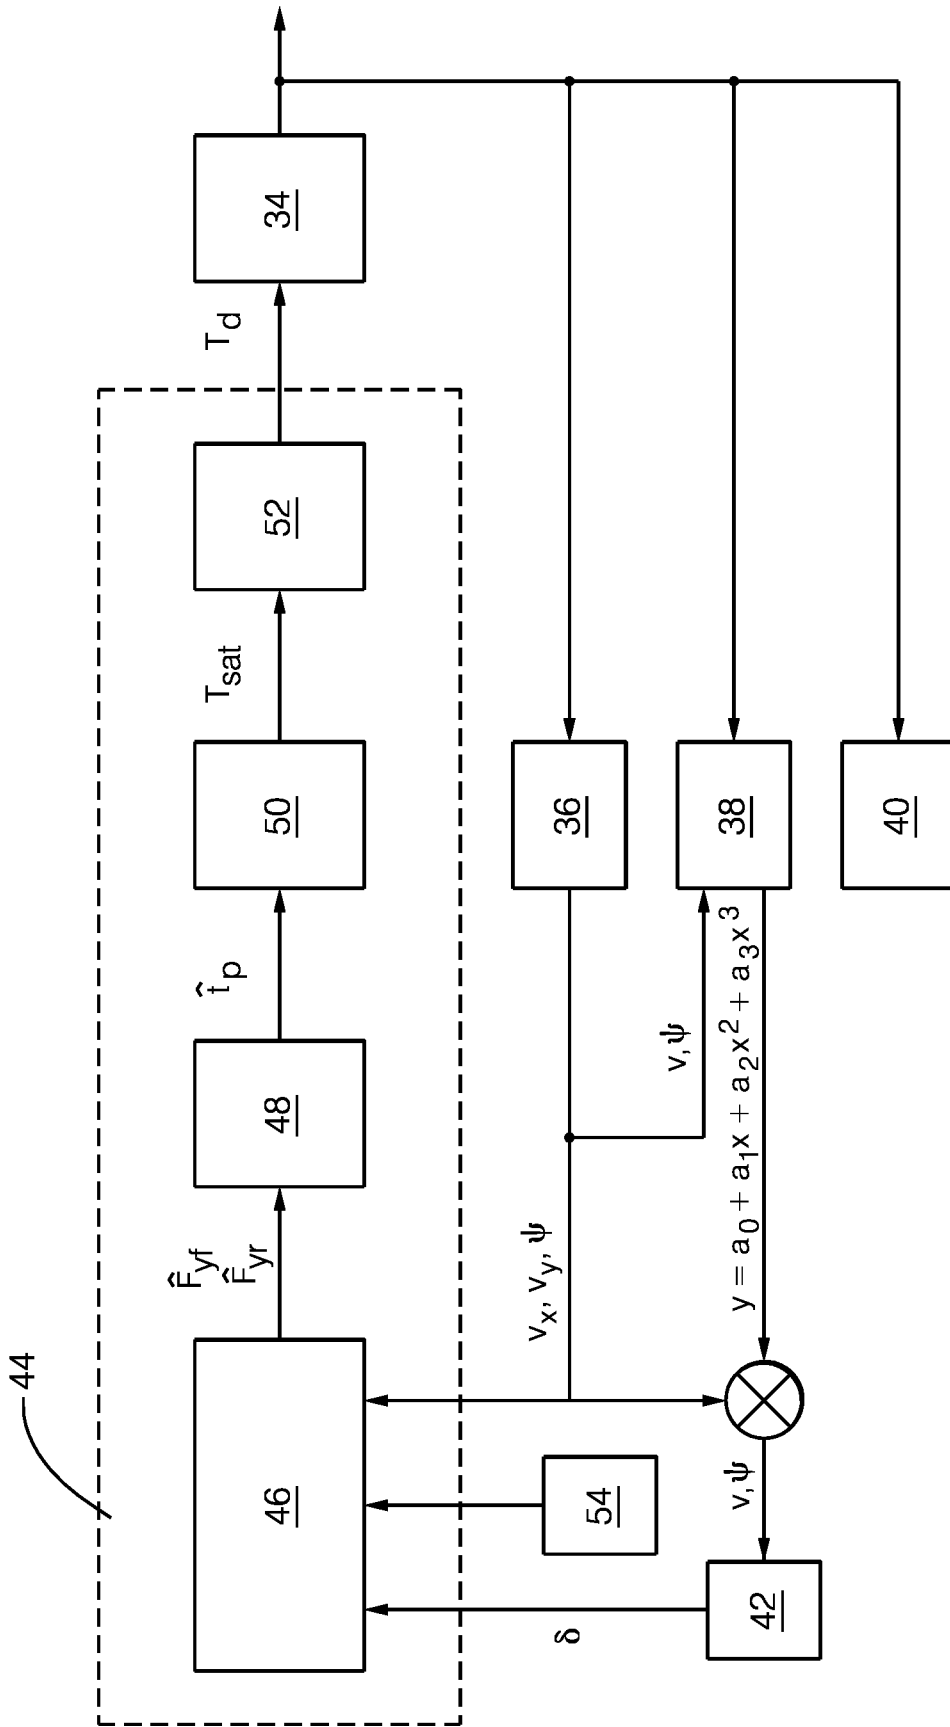 44
46
F̂yf
F̂yr
48
t̂p
50
Tsat
52
Td
34
54
42
δ
v,ψ
vx, vy, ψ
v,ψ
y = a0 + a1x + a2x² + a3x³
36
38
40